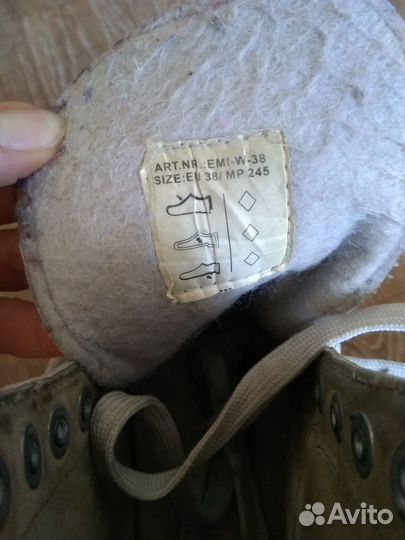 ART.NR.:EMI-W-38
SIZE:EU 38/ MP 245
Avito